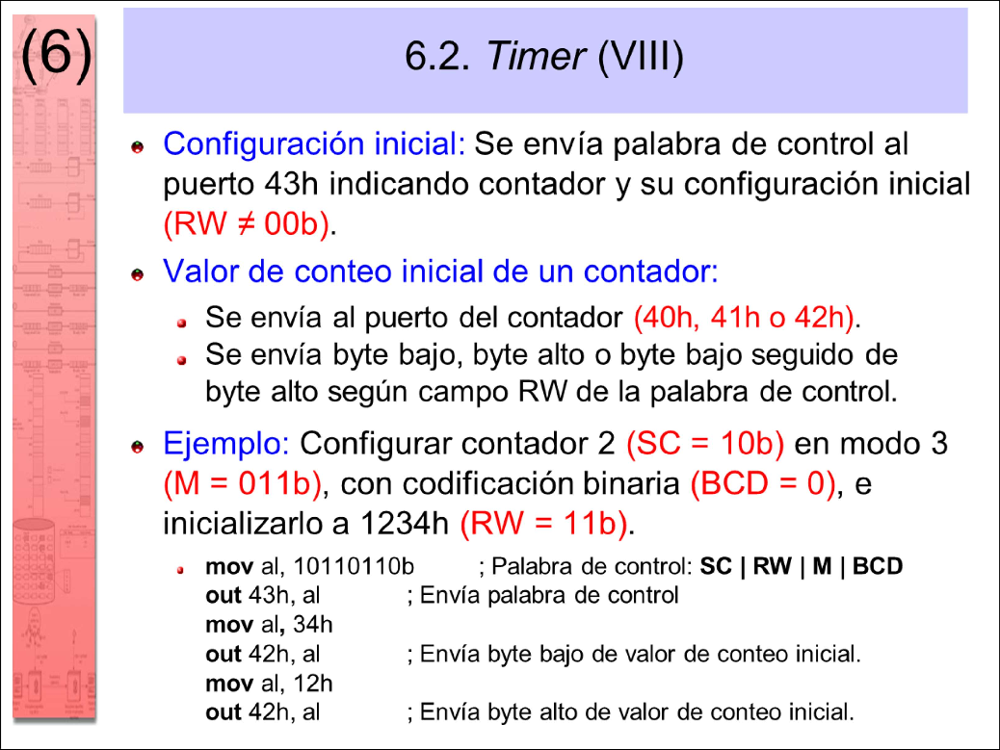 (6)
6.2. Timer (VIII)
Configuración inicial: Se envía palabra de control al
puerto 43h indicando contador y su configuración inicial
(RW ≠ 00b).
Valor de conteo inicial de un contador:
Se envía al puerto del contador (40h, 41h o 42h).
Se envía byte bajo, byte alto o byte bajo seguido de
byte alto según campo RW de la palabra de control.
Ejemplo: Configurar contador 2 (SC = 10b) en modo 3
(M = 011b), con codificación binaria (BCD = 0), e
inicializarlo a 1234h (RW = 11b).
mov al, 10110110b ; Palabra de control: SC | RW | M | BCD
out 43h, al ; Envía palabra de control
mov al, 34h
out 42h, al ; Envía byte bajo de valor de conteo inicial.
mov al, 12h
out 42h, al ; Envía byte alto de valor de conteo inicial.